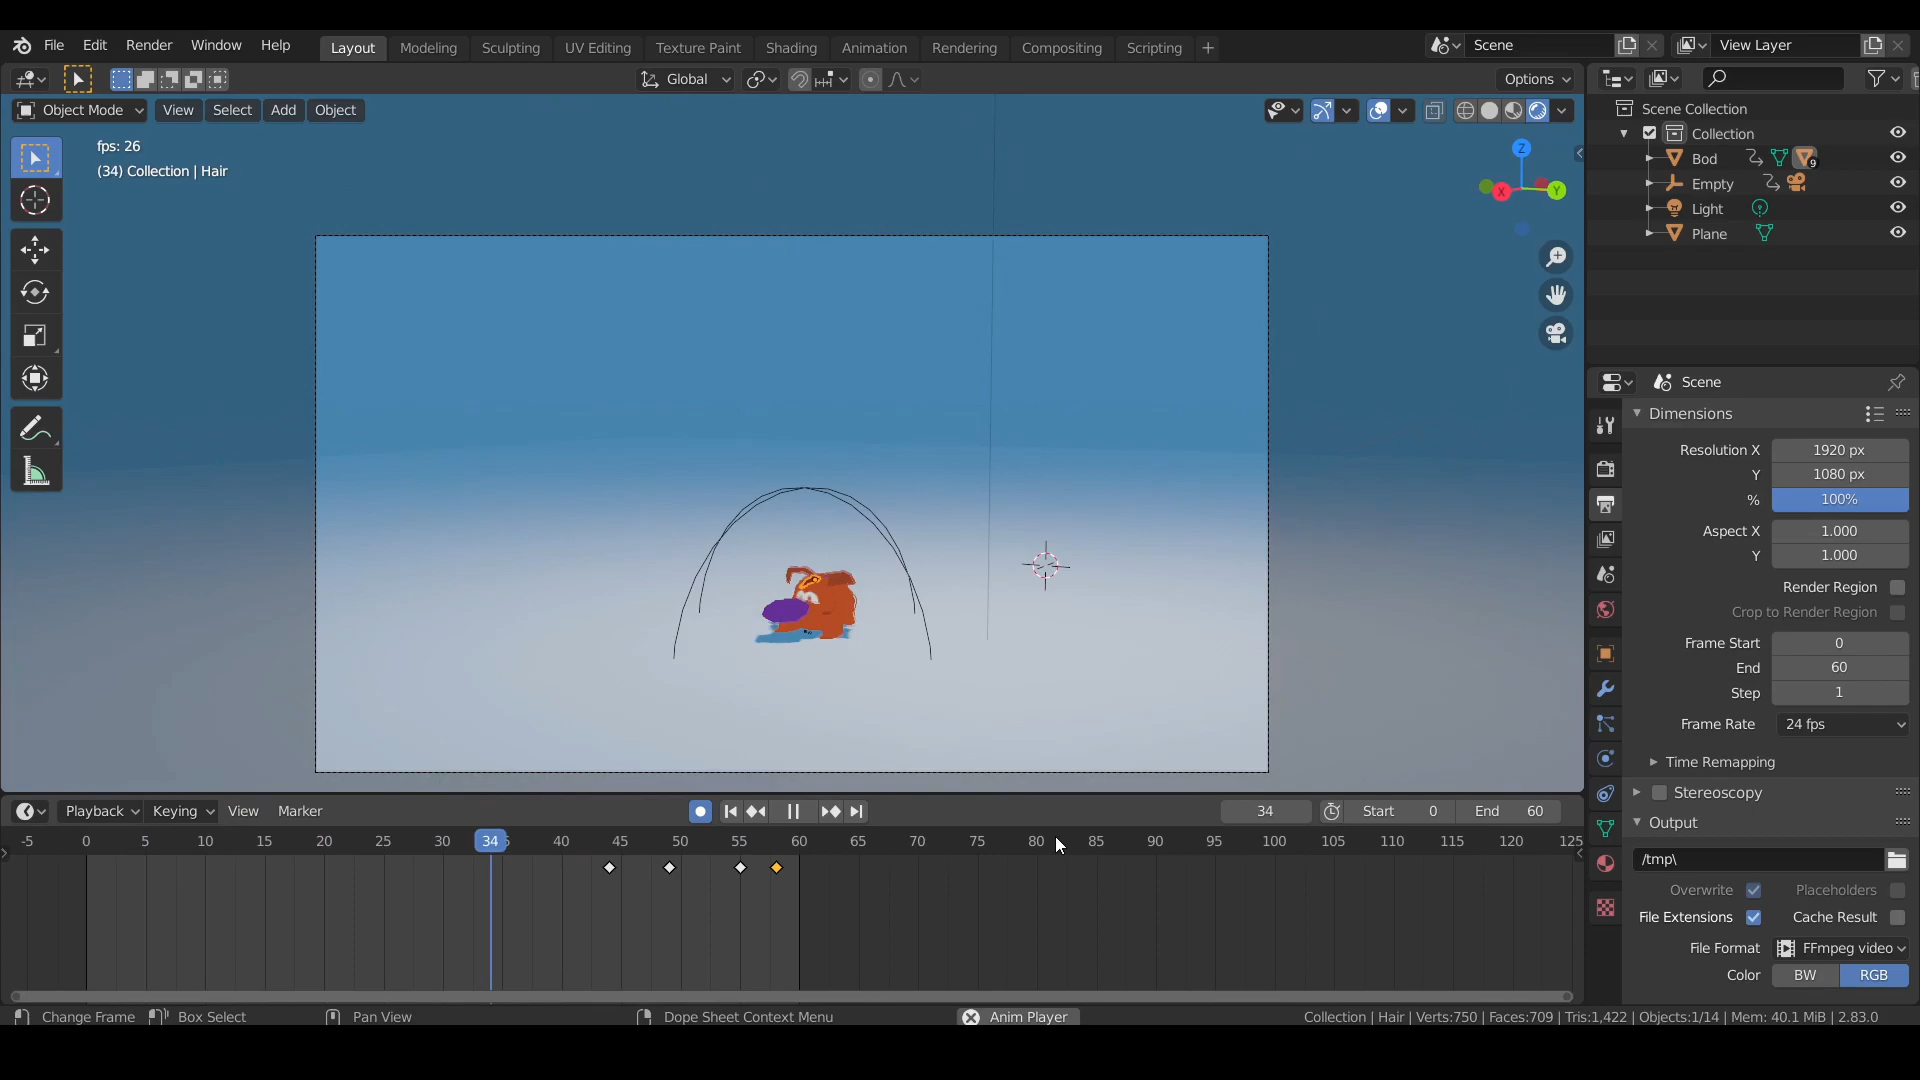 File Edit Render Window Help Layout Modeling Sculpting UV Editing Texture Paint Shading Animation Rendering Compositing Scripting + Scene View Layer
Global Options
Object Mode View Select Add Object
Scene Collection
Collection
Bod 9
Empty
Light
Plane
fps: 26
(34) Collection | Hair
Z
X Y
Scene
Dimensions
Resolution X 1920 px
Y 1080 px
% 100%
Aspect X 1.000
Y 1.000
Render Region
Crop to Render Region
Frame Start 0
End 60
Step 1
Frame Rate 24 fps
Time Remapping
Stereoscopy
Output
/tmp\
Overwrite Placeholders
File Extensions Cache Result
File Format FFmpeg video
Color BW RGB
Playback Keying View Marker 34 Start 0 End 60
-5 0 5 10 15 20 25 30 34 40 45 50 55 60 65 70 75 80 85 90 95 100 105 110 115 120 125
Change Frame Box Select Pan View Dope Sheet Context Menu Anim Player Collection | Hair | Verts:750 | Faces:709 | Tris:1,422 | Objects:1/14 | Mem: 40.1 MiB | 2.83.0